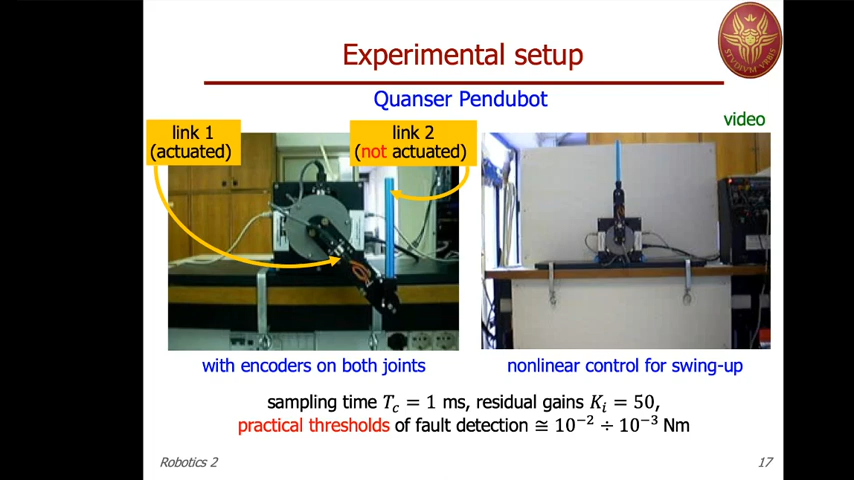 Experimental setup
Quanser Pendubot
video
link 1
(actuated)
link 2
(not actuated)
with encoders on both joints
nonlinear control for swing-up
sampling time T_c = 1 ms, residual gains K_i = 50,
practical thresholds of fault detection ≅ 10⁻² ÷ 10⁻³ Nm
Robotics 2
17